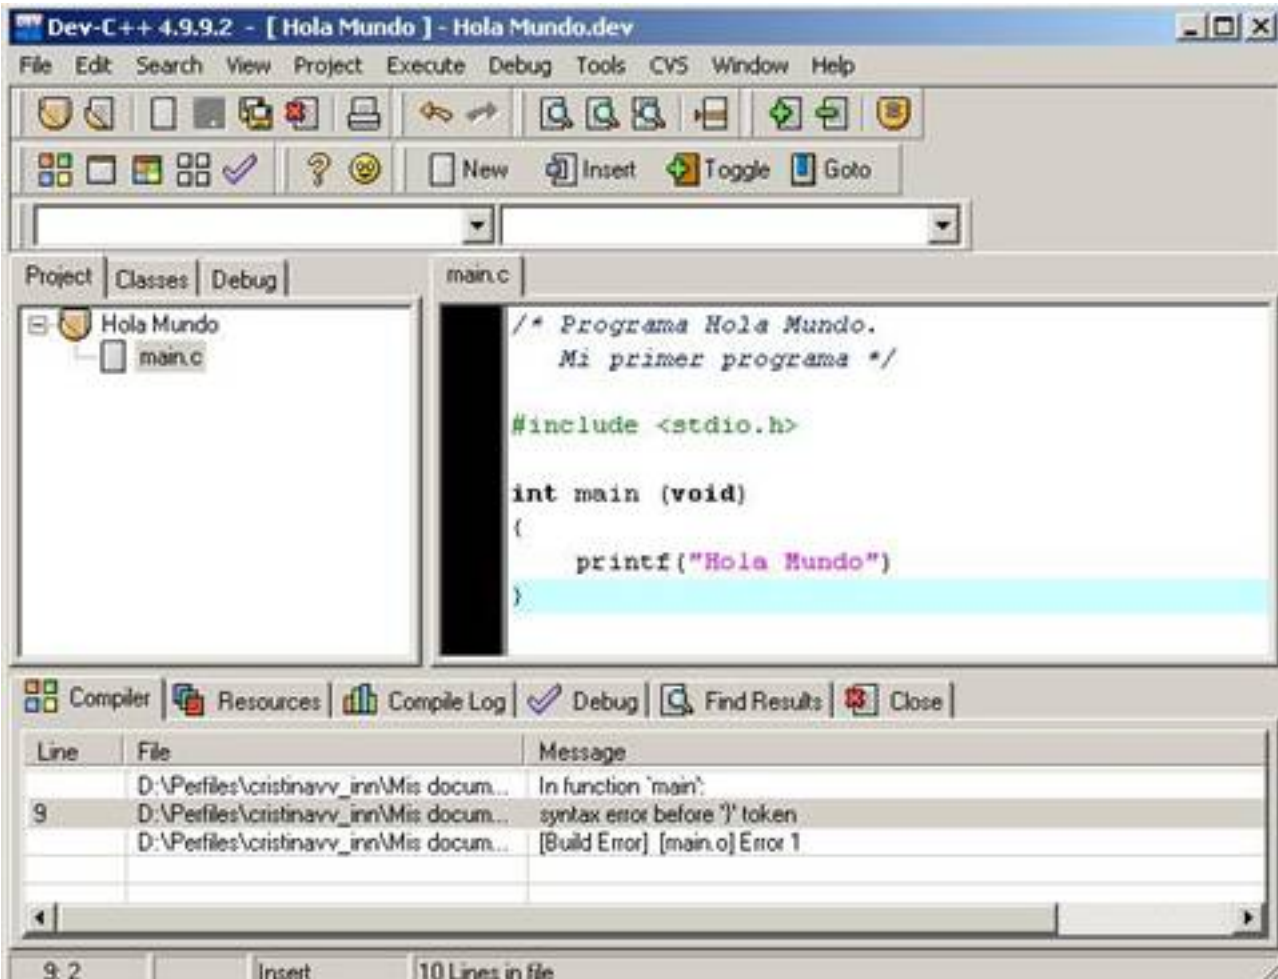 Dev-C++ 4.9.9.2 - [ Hola Mundo ] - Hola Mundo.dev
File Edit Search View Project Execute Debug Tools CVS Window Help
New Insert Toggle Goto
Project Classes Debug
main.c
Hola Mundo
main.c
/* Programa Hola Mundo.
Mi primer programa */
#include <stdio.h>
int main (void)
{
printf("Hola Mundo")
}
Compiler Resources Compile Log Debug Find Results Close
Line File Message
D:\Perfiles\cristinavv_inn\Mis docum... In function `main':
9 D:\Perfiles\cristinavv_inn\Mis docum... syntax error before '}' token
D:\Perfiles\cristinavv_inn\Mis docum... [Build Error] [main.o] Error 1
9: 2 Insert 10 Lines in file